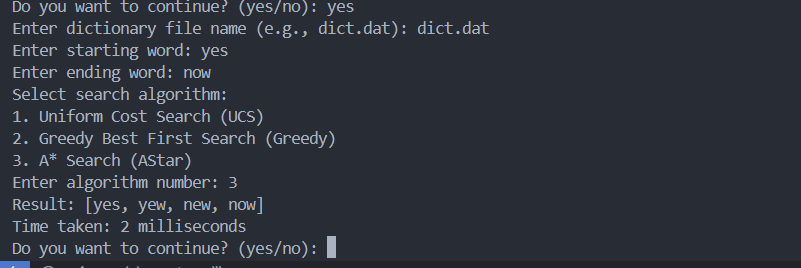 Do you want to continue? (yes/no): yes
Enter dictionary file name (e.g., dict.dat): dict.dat
Enter starting word: yes
Enter ending word: now
Select search algorithm:
1. Uniform Cost Search (UCS)
2. Greedy Best First Search (Greedy)
3. A* Search (AStar)
Enter algorithm number: 3
Result: [yes, yew, new, now]
Time taken: 2 milliseconds
Do you want to continue? (yes/no):